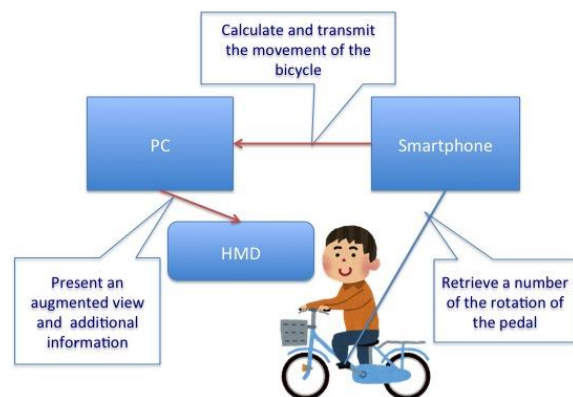 Calculate and transmit
the movement of the
bicycle
PC
Smartphone
HMD
Present an
augmented view
and additional
information
Retrieve a number
of the rotation of
the pedal